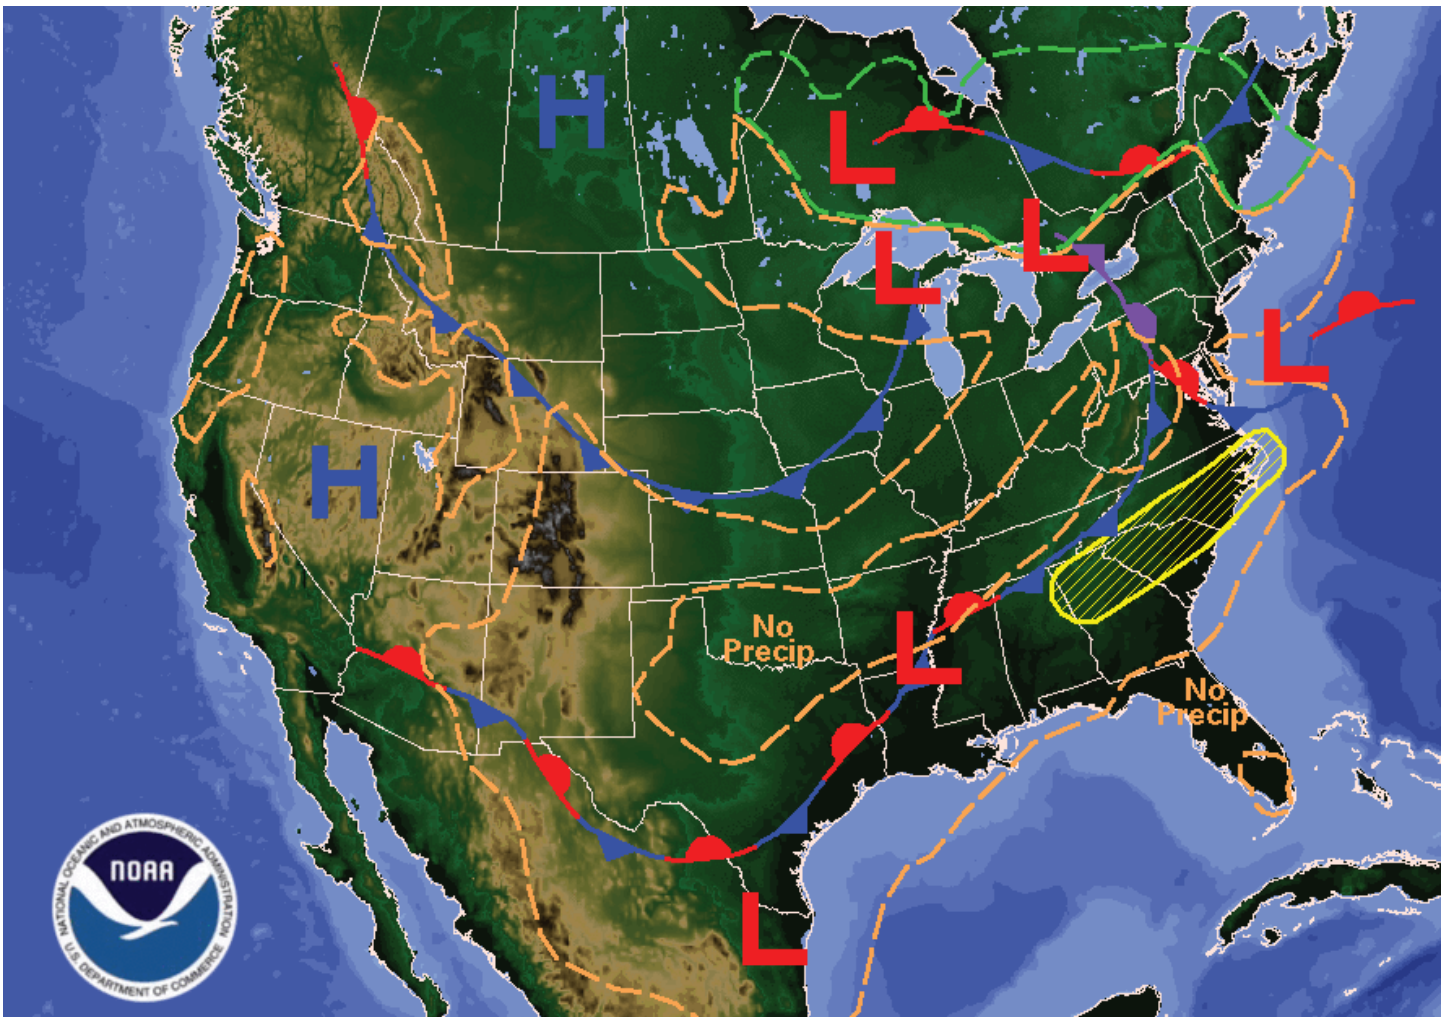 H
L
L
L
L
H
No
Precip
L
No
Precip
L
NATIONAL OCEANIC AND ATMOSPHERIC ADMINISTRATION
NOAA
U.S. DEPARTMENT OF COMMERCE